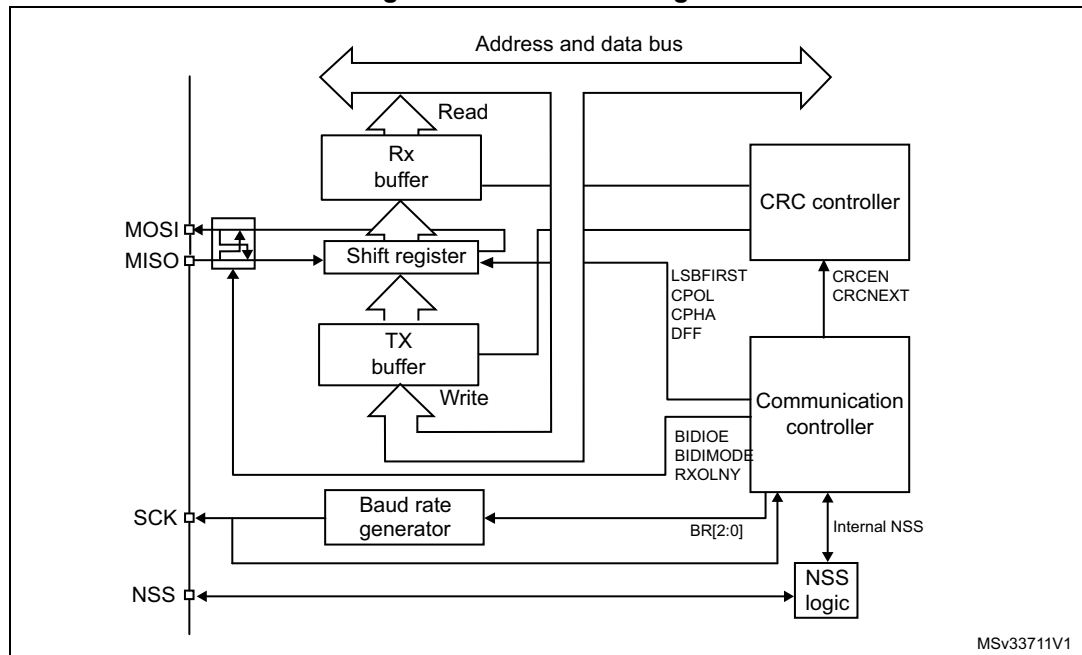 Address and data bus
Read
Rx
buffer
CRC controller
MOSI
MISO
Shift register
LSBFIRST
CPOL
CPHA
DFF
CRCEN
CRCNEXT
TX
buffer
Write
Communication
controller
BIDIOE
BIDIMODE
RXOLNY
SCK
Baud rate
generator
BR[2:0]
Internal NSS
NSS
NSS
logic
MSv33711V1